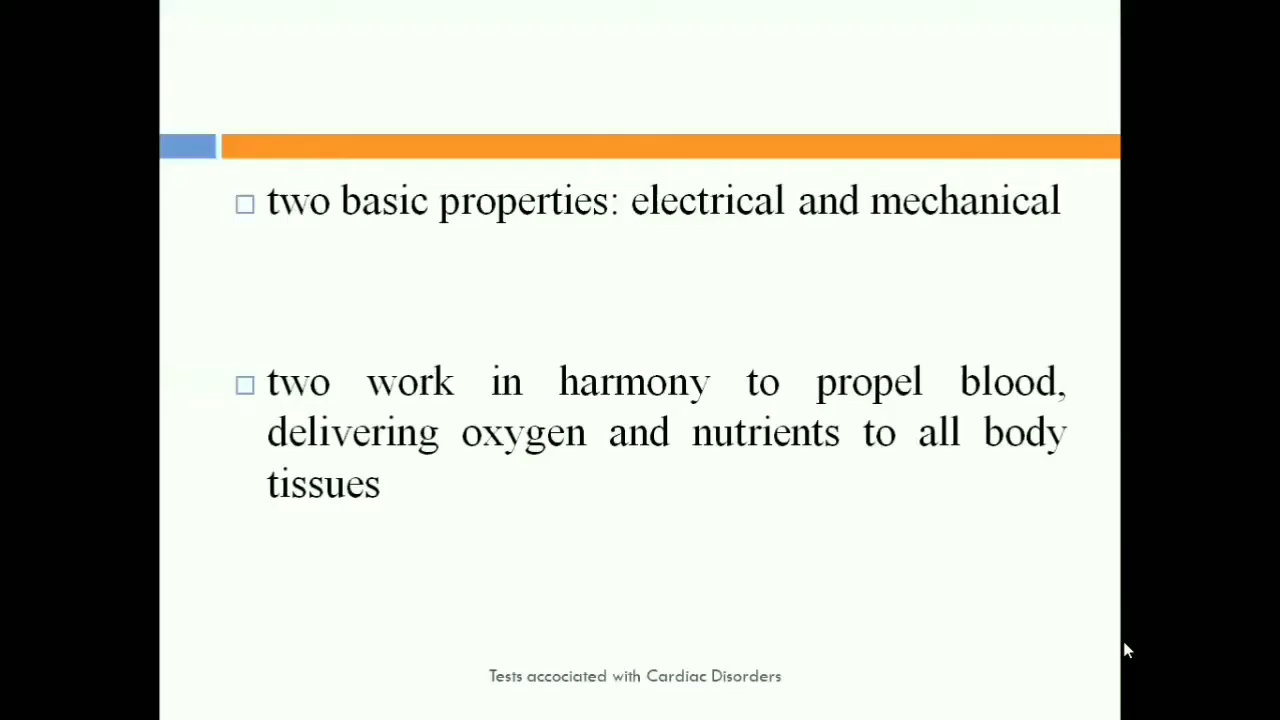 two basic properties: electrical and mechanical
two work in harmony to propel blood,
delivering oxygen and nutrients to all body
tissues
Tests accociated with Cardiac Disorders